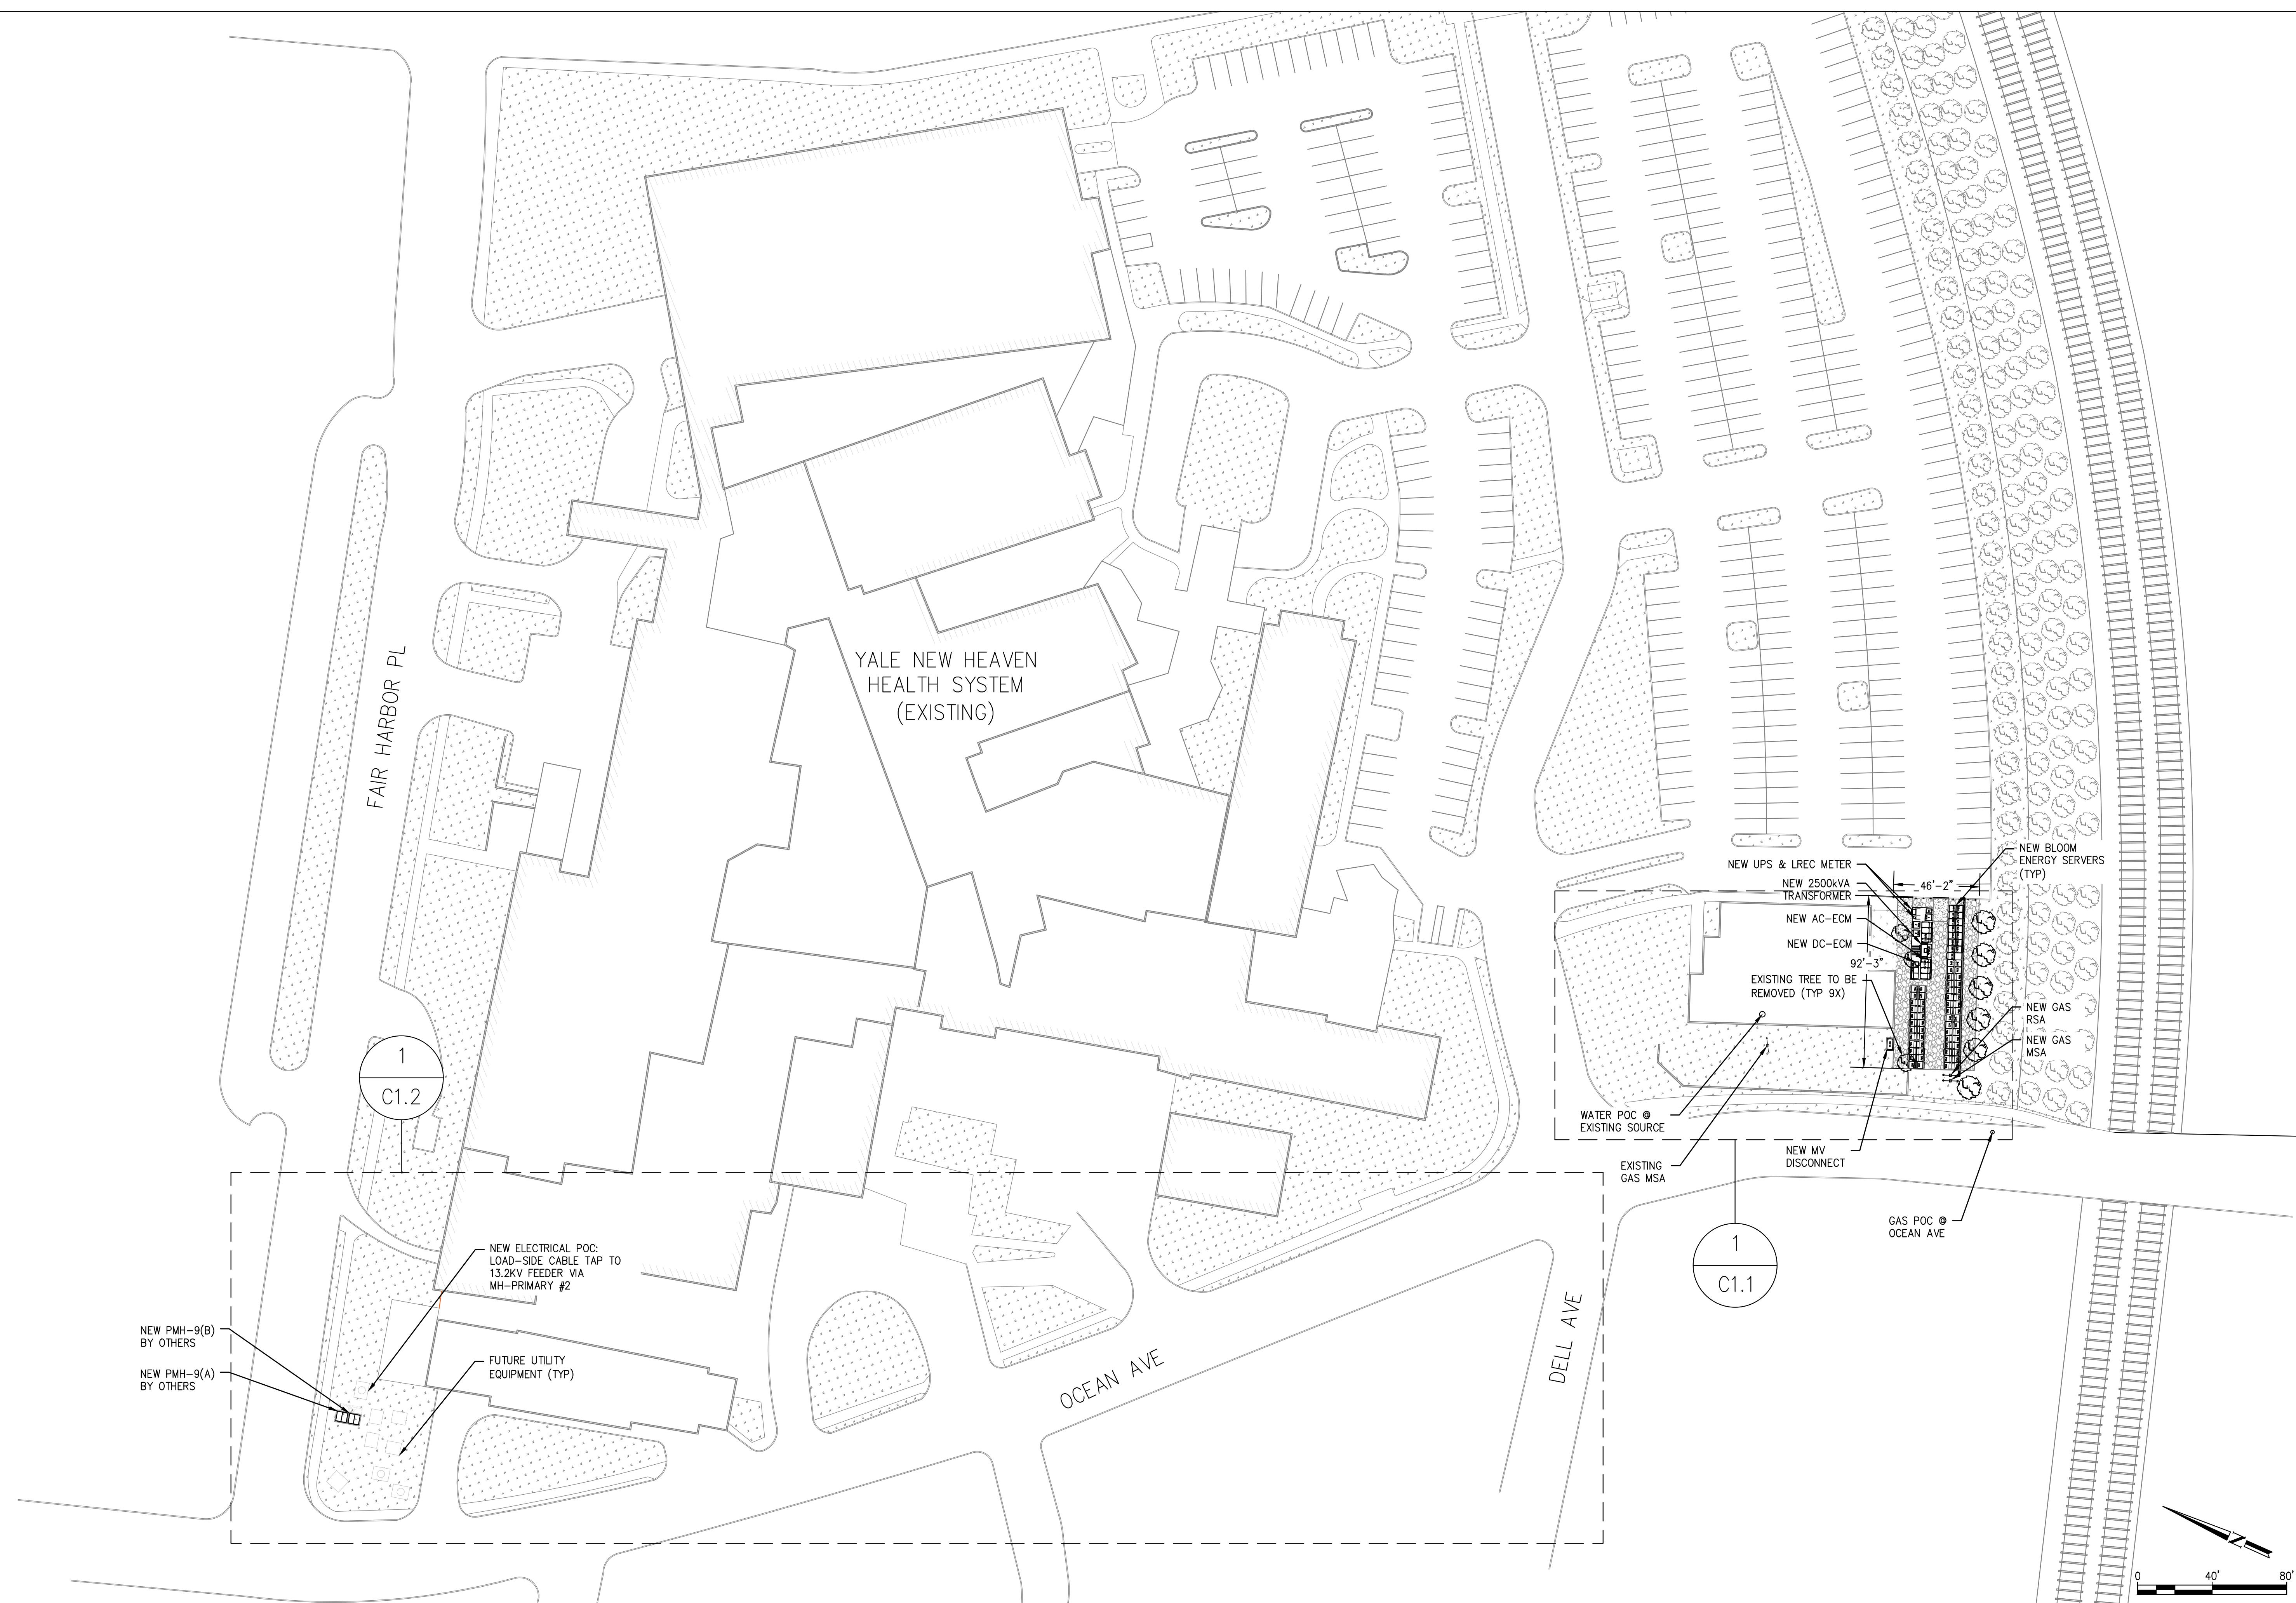 YALE NEW HEAVEN
HEALTH SYSTEM
(EXISTING)
FAIR HARBOR PL
NEW UPS & LREC METER
NEW 2500kVA
TRANSFORMER
NEW AC-ECM
NEW DC-ECM
92'-3"
46'-2"
EXISTING TREE TO BE
REMOVED (TYP 9X)
NEW BLOOM
ENERGY SERVERS
(TYP)
NEW GAS
RSA
NEW GAS
MSA
WATER POC @
EXISTING SOURCE
EXISTING
GAS MSA
NEW MV
DISCONNECT
GAS POC @
OCEAN AVE
1
C1.1
1
C1.2
NEW ELECTRICAL POC:
LOAD-SIDE CABLE TAP TO
13.2KV FEEDER VIA
MH-PRIMARY #2
NEW PMH-9(B)
BY OTHERS
NEW PMH-9(A)
BY OTHERS
FUTURE UTILITY
EQUIPMENT (TYP)
OCEAN AVE
DELL AVE
N
0 40' 80'